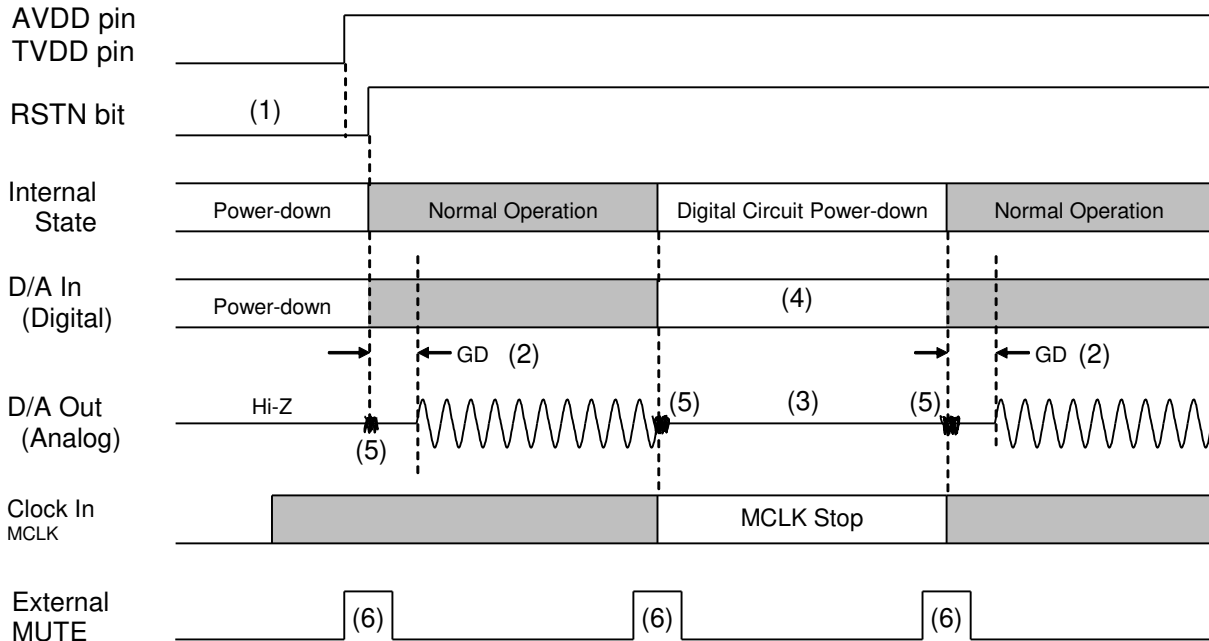 AVDD pin
TVDD pin
RSTN bit
(1)
Internal
State
Power-down
Normal Operation
Digital Circuit Power-down
Normal Operation
D/A In
(Digital)
Power-down
(4)
GD (2)
GD (2)
D/A Out
(Analog)
Hi-Z
(5)
(5)
(3)
(5)
Clock In
MCLK
MCLK Stop
External
MUTE
(6)
(6)
(6)